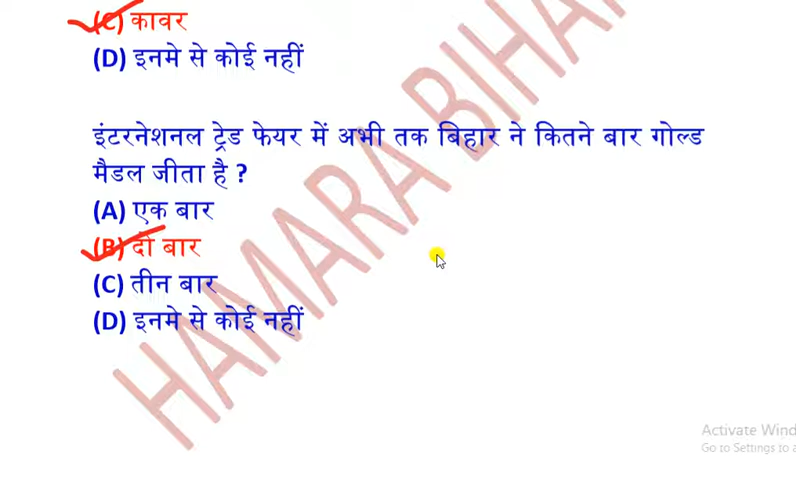 (C) कावर
(D) इनमे से कोई नहीं
इंटरनेशनल ट्रेड फेयर में अभी तक बिहार ने कितने बार गोल्ड
मैडल जीता है ?
(A) एक बार
(B) दो बार
(C) तीन बार
(D) इनमे से कोई नहीं
HAMARA BIHA
Activate Wind
Go to Settings to a